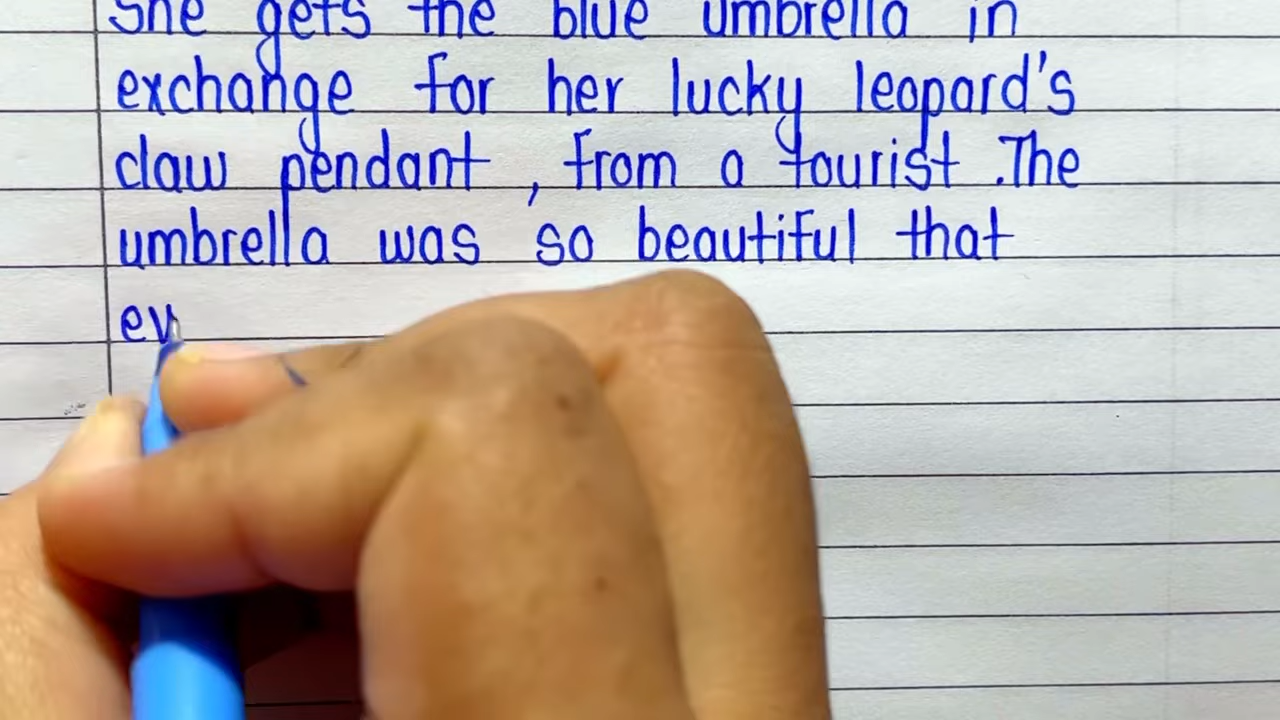 She gets the blue umbrella in
exchange for her lucky leopard's
claw pendant , from a tourist .The
umbrella was so beautiful that
ev